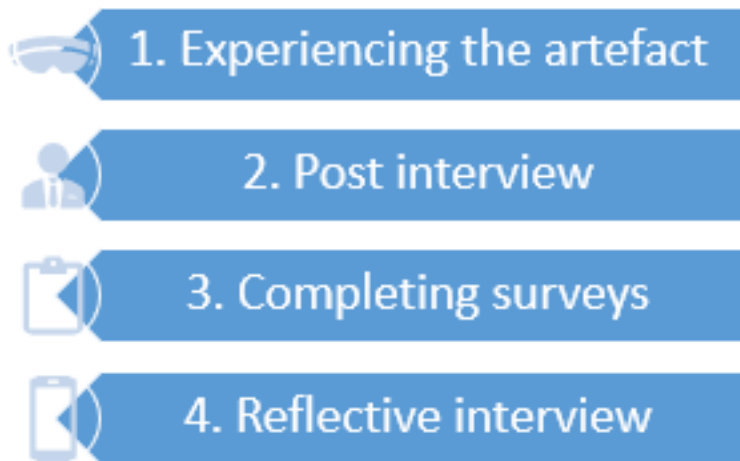 1. Experiencing the artefact
2. Post interview
3. Completing surveys
4. Reflective interview